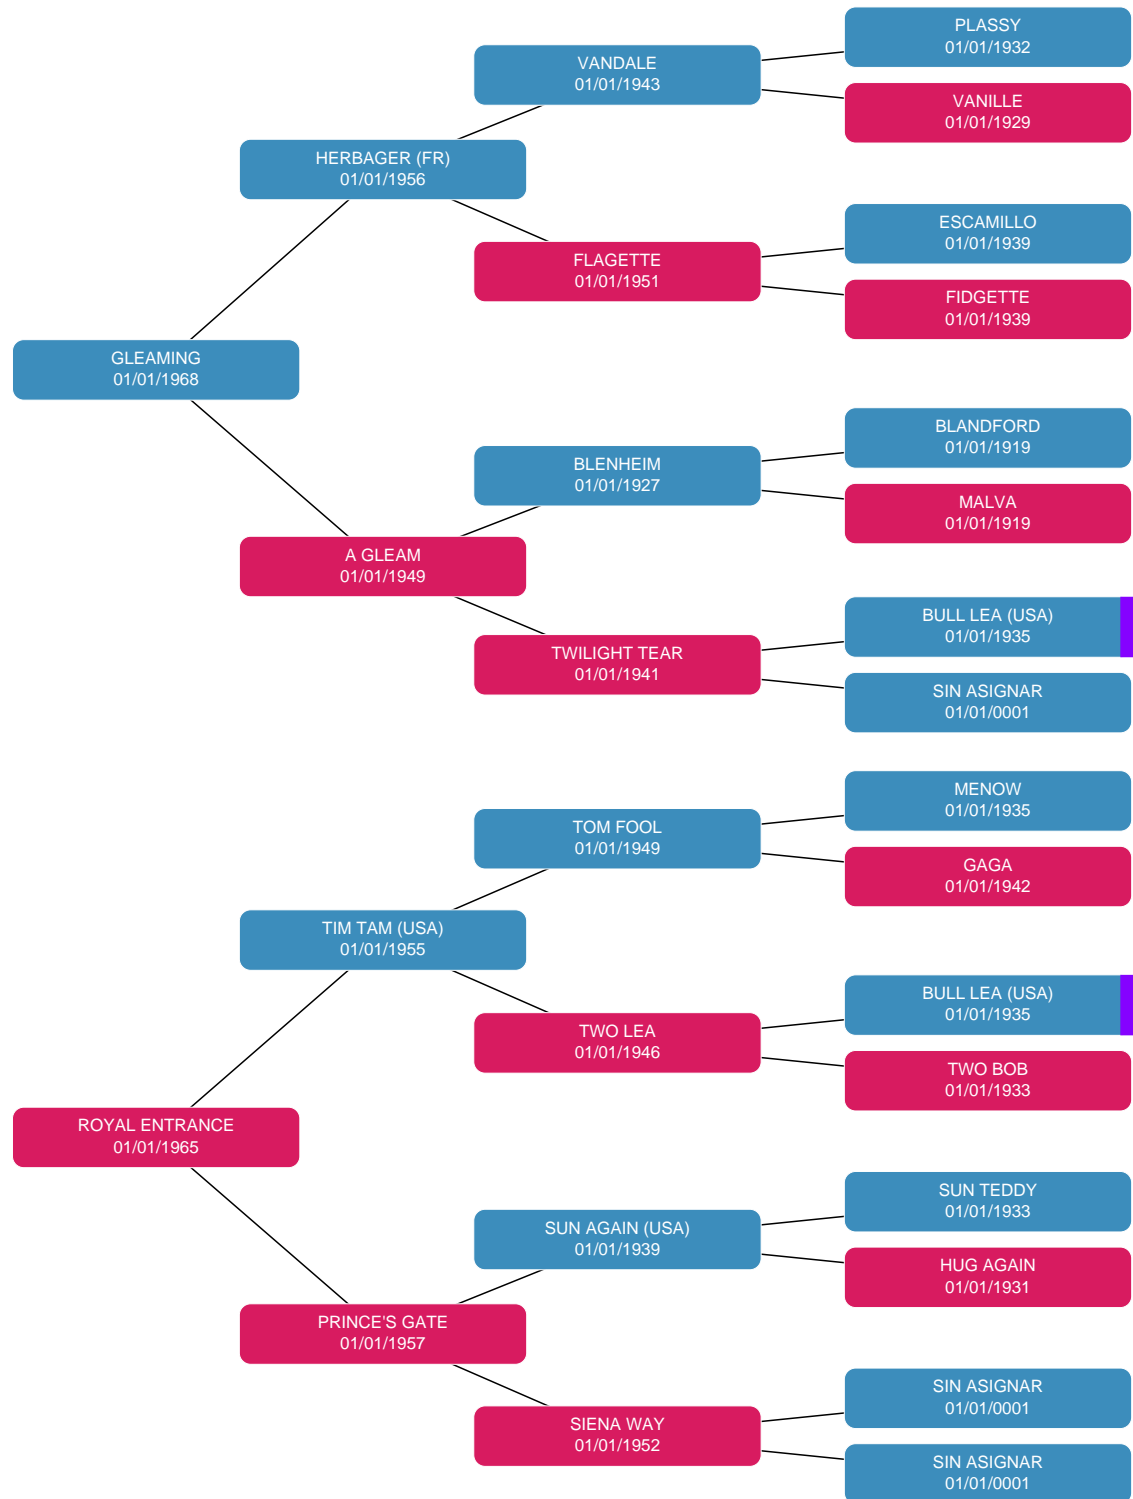 PLASSY
01/01/1932
VANDALE
01/01/1943
VANILLE
01/01/1929
HERBAGER (FR)
01/01/1956
ESCAMILLO
01/01/1939
FLAGETTE
01/01/1951
FIDGETTE
01/01/1939
GLEAMING
01/01/1968
BLANDFORD
01/01/1919
BLENHEIM
01/01/1927
MALVA
01/01/1919
A GLEAM
01/01/1949
BULL LEA (USA)
01/01/1935
TWILIGHT TEAR
01/01/1941
SIN ASIGNAR
01/01/0001
MENOW
01/01/1935
TOM FOOL
01/01/1949
GAGA
01/01/1942
TIM TAM (USA)
01/01/1955
BULL LEA (USA)
01/01/1935
TWO LEA
01/01/1946
TWO BOB
01/01/1933
ROYAL ENTRANCE
01/01/1965
SUN TEDDY
01/01/1933
SUN AGAIN (USA)
01/01/1939
HUG AGAIN
01/01/1931
PRINCE'S GATE
01/01/1957
SIN ASIGNAR
01/01/0001
SIENA WAY
01/01/1952
SIN ASIGNAR
01/01/0001